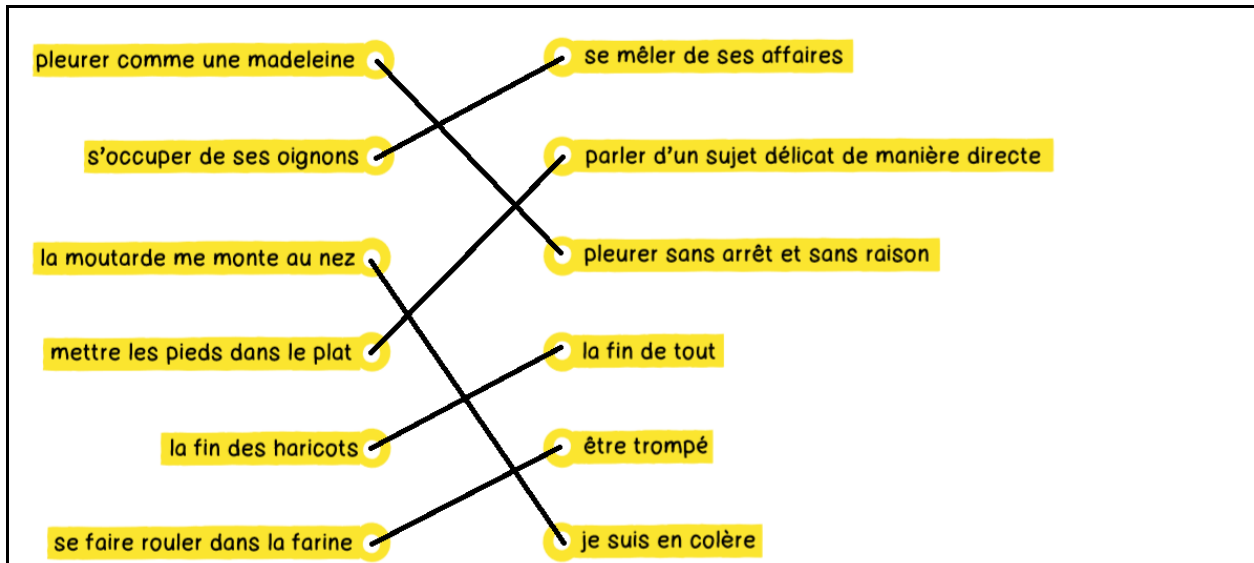 pleurer comme une madeleine
se mêler de ses affaires
s'occuper de ses oignons
parler d'un sujet délicat de manière directe
la moutarde me monte au nez
pleurer sans arrêt et sans raison
mettre les pieds dans le plat
la fin de tout
la fin des haricots
être trompé
se faire rouler dans la farine
je suis en colère